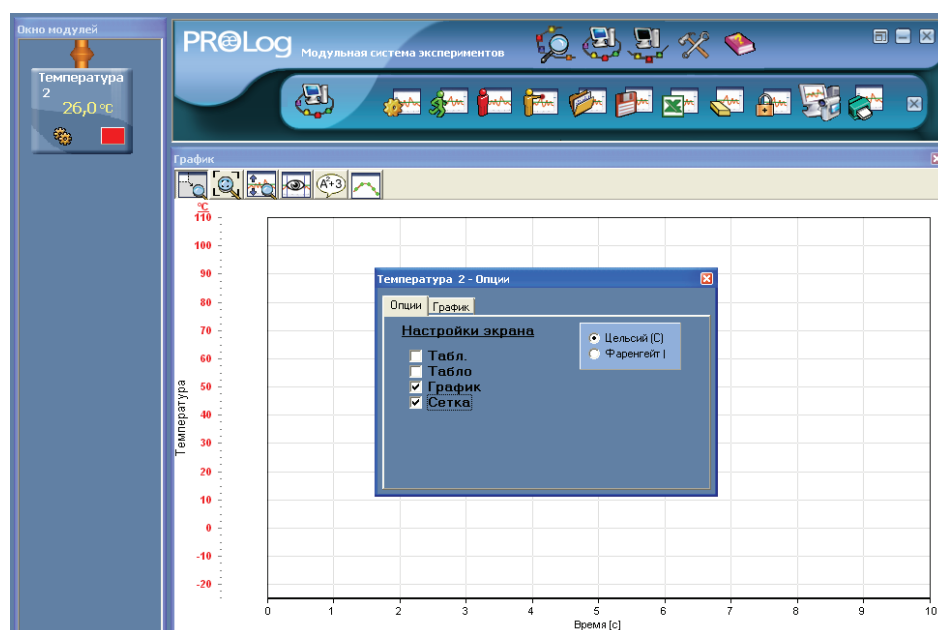 Окно модулей
Температура
2
26,0 °C
PROLog Модульная система экспериментов
График
A²+3
°C
110
100
90
80
70
60
50
40
30
20
10
0
-10
-20
Температура
Температура 2 - Опции
Опции График
Настройки экрана
Табл.
Табло
График
Сетка
Цельсий (C)
Фаренгейт (
0 1 2 3 4 5 6 7 8 9 10
Время [с]